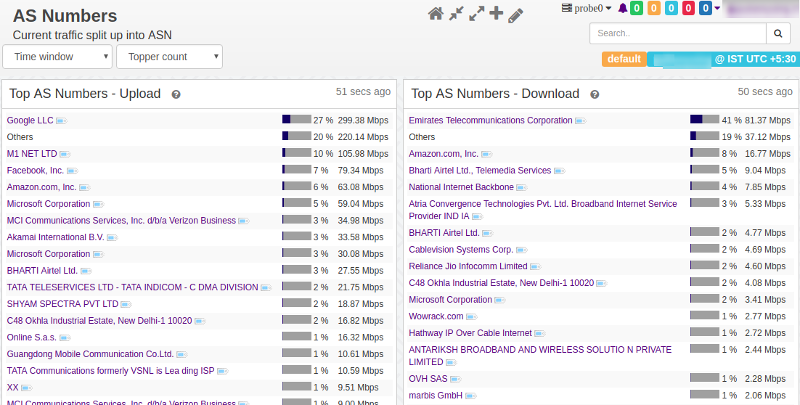 AS Numbers
Current traffic split up into ASN
probe0
0 0 0 0 0
Search..
Time window
Topper count
default
@ IST UTC +5:30
Top AS Numbers - Upload
51 secs ago
Google LLC 27 % 299.38 Mbps
Others 20 % 220.14 Mbps
M1 NET LTD 10 % 105.98 Mbps
Facebook, Inc. 7 % 79.34 Mbps
Amazon.com, Inc. 6 % 63.08 Mbps
Microsoft Corporation 5 % 59.04 Mbps
MCI Communications Services, Inc. d/b/a Verizon Business 3 % 34.98 Mbps
Akamai International B.V. 3 % 33.58 Mbps
Microsoft Corporation 3 % 30.08 Mbps
BHARTI Airtel Ltd. 3 % 27.55 Mbps
TATA TELESERVICES LTD - TATA INDICOM - C DMA DIVISION 2 % 21.75 Mbps
SHYAM SPECTRA PVT LTD 2 % 18.87 Mbps
C48 Okhla Industrial Estate, New Delhi-1 10020 2 % 16.82 Mbps
Online S.a.s. 1 % 16.32 Mbps
Guangdong Mobile Communication Co.Ltd. 1 % 10.61 Mbps
TATA Communications formerly VSNL is Lea ding ISP 1 % 10.59 Mbps
XX 1 % 9.51 Mbps
MCI Communications Services, Inc. d/b/a Verizon Business 1 % 9.00 Mbps
Top AS Numbers - Download
50 secs ago
Emirates Telecommunications Corporation 41 % 81.37 Mbps
Others 19 % 37.12 Mbps
Amazon.com, Inc. 8 % 16.77 Mbps
Bharti Airtel Ltd., Telemedia Services 5 % 9.04 Mbps
National Internet Backbone 4 % 7.85 Mbps
Atria Convergence Technologies Pvt. Ltd. Broadband Internet Service 3 % 5.33 Mbps
Provider IND IA
BHARTI Airtel Ltd. 2 % 4.77 Mbps
Cablevision Systems Corp. 2 % 4.69 Mbps
Reliance Jio Infocomm Limited 2 % 4.60 Mbps
C48 Okhla Industrial Estate, New Delhi-1 10020 2 % 4.08 Mbps
Microsoft Corporation 2 % 3.41 Mbps
Wowrack.com 1 % 2.77 Mbps
Hathway IP Over Cable Internet 1 % 2.72 Mbps
ANTARIKSH BROADBAND AND WIRELESS SOLUTIO N PRIVATE 1 % 2.44 Mbps
LIMITED
OVH SAS 1 % 2.28 Mbps
marbis GmbH 1 % 2.06 Mbps